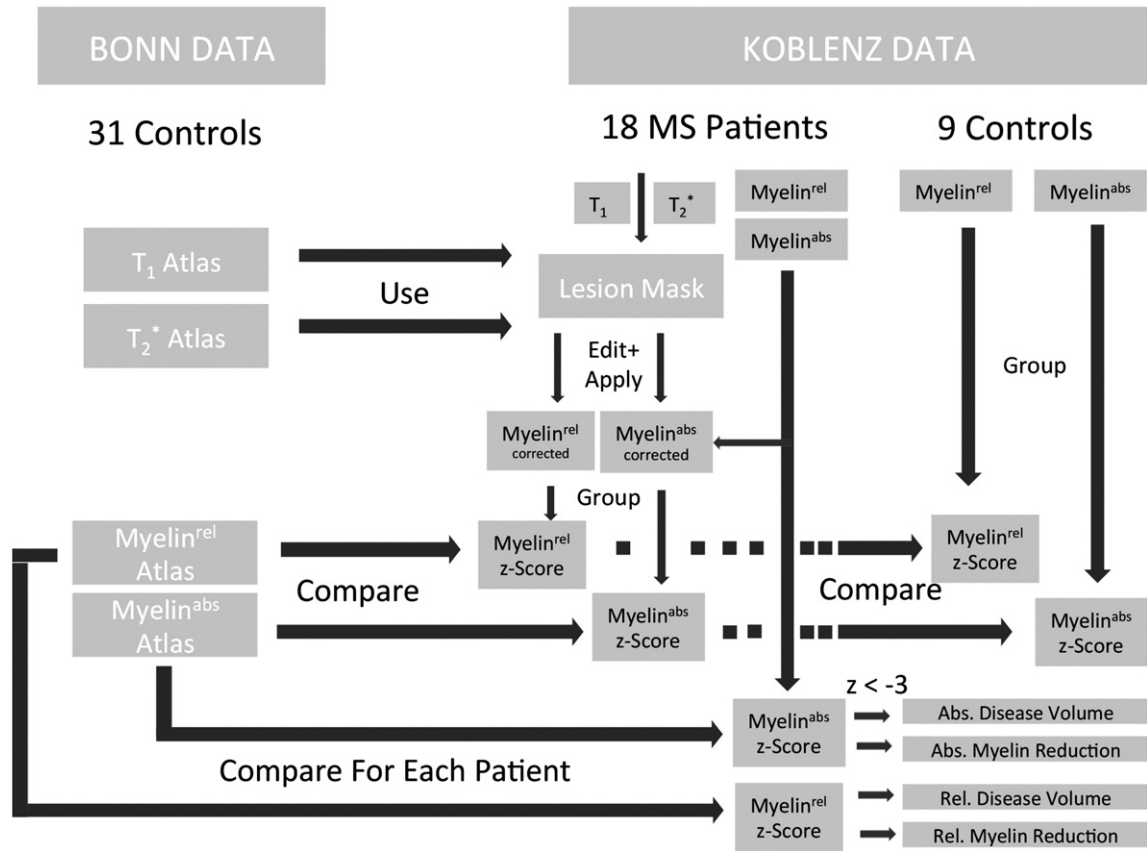 BONN DATA
KOBLENZ DATA
31 Controls
18 MS Patients
9 Controls
T₁
T₂*
Myelinʳᵉˡ
Myelinᵃᵇˢ
Myelinʳᵉˡ
Myelinᵃᵇˢ
T₁ Atlas
T₂* Atlas
Use
Lesion Mask
Edit+
Apply
Group
Myelinʳᵉˡ
corrected
Myelinᵃᵇˢ
corrected
Group
Myelinʳᵉˡ
Atlas
Myelinᵃᵇˢ
Atlas
Compare
Myelinʳᵉˡ
z-Score
Myelinᵃᵇˢ
z-Score
Compare
Myelinʳᵉˡ
z-Score
Myelinᵃᵇˢ
z-Score
z < -3
Compare For Each Patient
Myelinᵃᵇˢ
z-Score
Abs. Disease Volume
Abs. Myelin Reduction
Myelinʳᵉˡ
z-Score
Rel. Disease Volume
Rel. Myelin Reduction